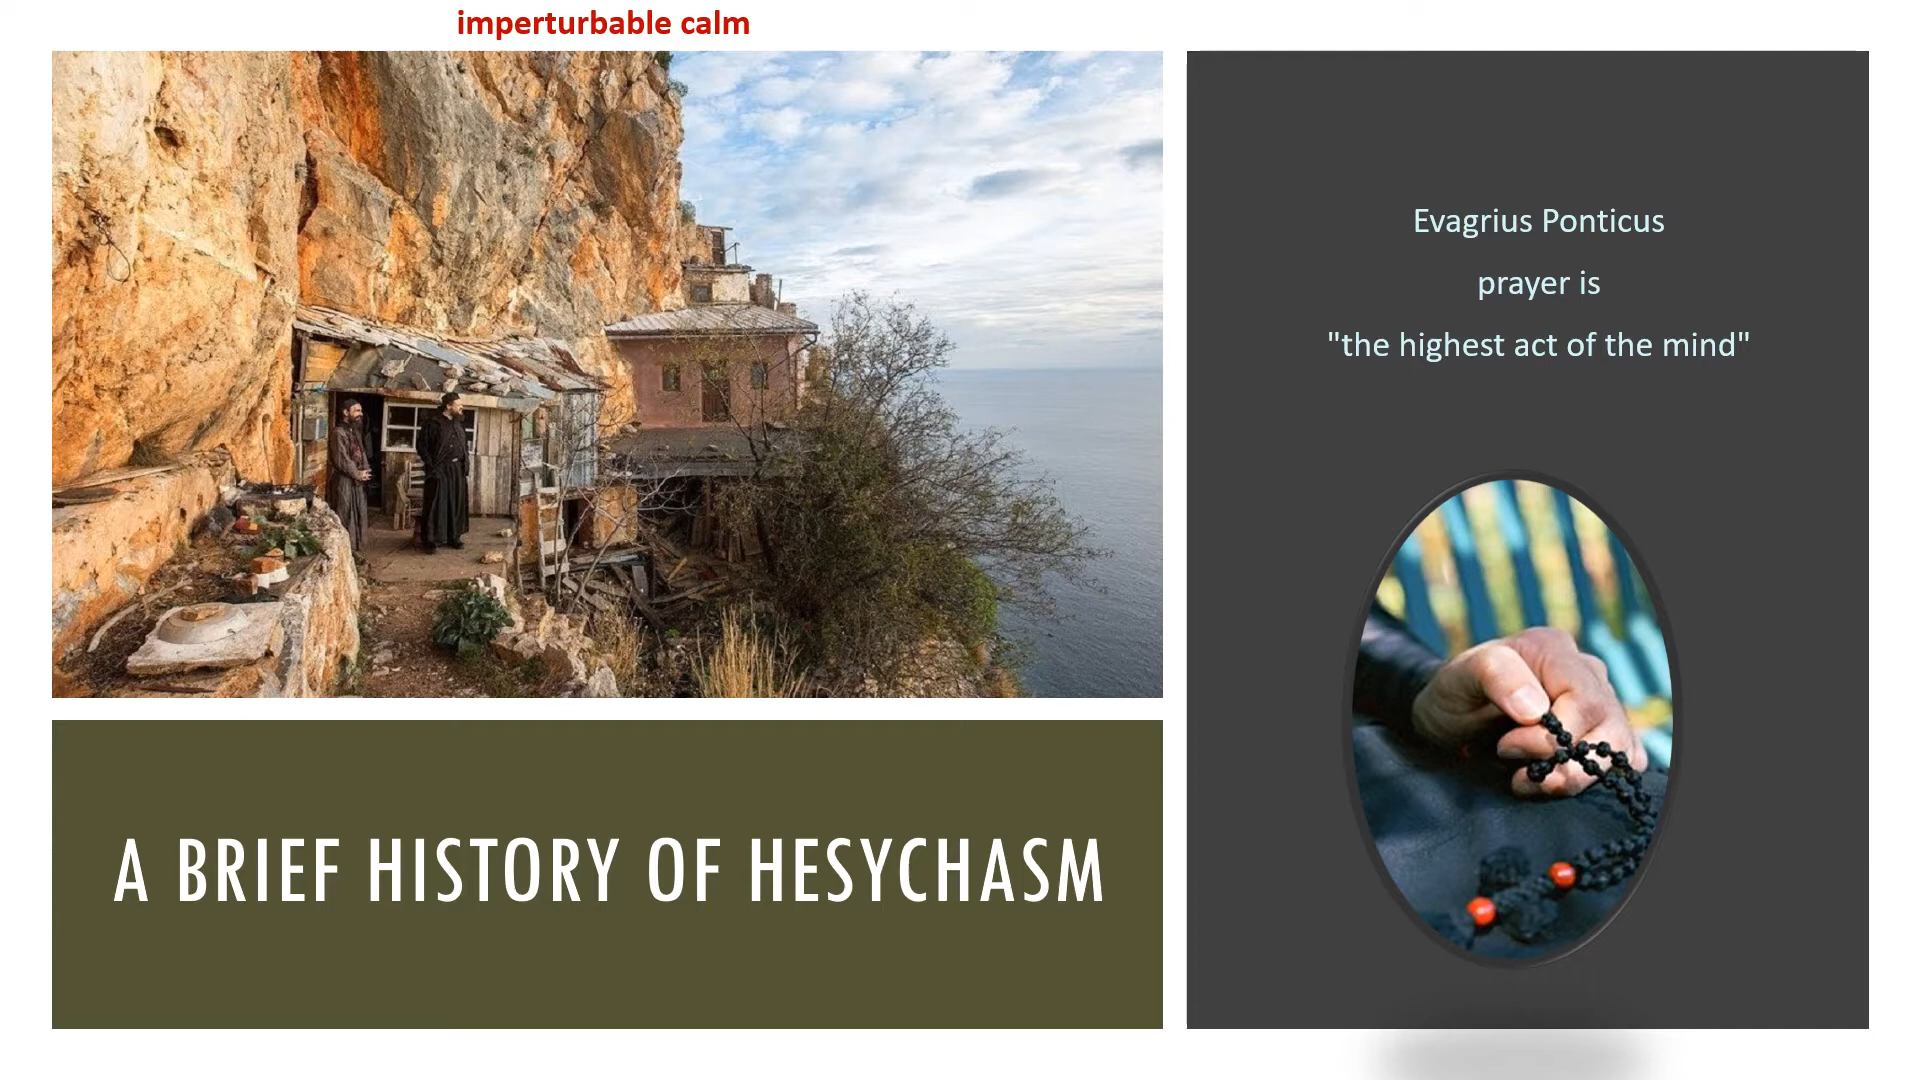 imperturbable calm
Evagrius Ponticus
prayer is
"the highest act of the mind"
A BRIEF HISTORY OF HESYCHASM